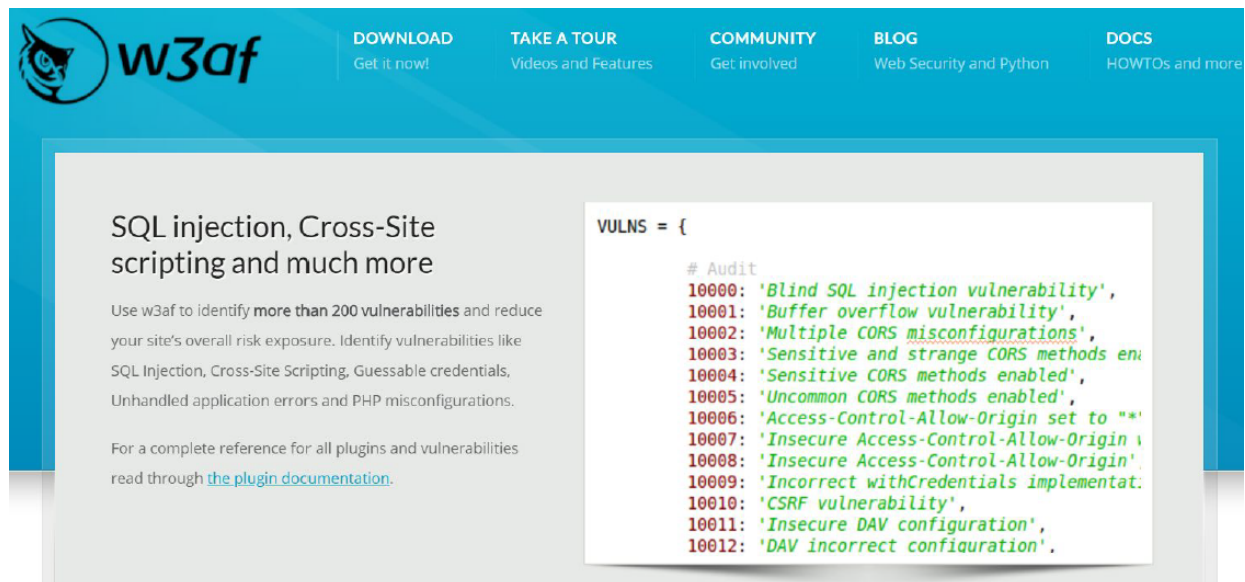 w3af
DOWNLOAD
Get it now!
TAKE A TOUR
Videos and Features
COMMUNITY
Get involved
BLOG
Web Security and Python
DOCS
HOWTOs and more
SQL injection, Cross-Site
scripting and much more
Use w3af to identify more than 200 vulnerabilities and reduce
your site's overall risk exposure. Identify vulnerabilities like
SQL Injection, Cross-Site Scripting, Guessable credentials,
Unhandled application errors and PHP misconfigurations.
For a complete reference for all plugins and vulnerabilities
read through the plugin documentation.
VULNS = {
# Audit
10000: 'Blind SQL injection vulnerability',
10001: 'Buffer overflow vulnerability',
10002: 'Multiple CORS misconfigurations',
10003: 'Sensitive and strange CORS methods ena
10004: 'Sensitive CORS methods enabled',
10005: 'Uncommon CORS methods enabled',
10006: 'Access-Control-Allow-Origin set to "*"
10007: 'Insecure Access-Control-Allow-Origin w
10008: 'Insecure Access-Control-Allow-Origin'
10009: 'Incorrect withCredentials implementat
10010: 'CSRF vulnerability',
10011: 'Insecure DAV configuration',
10012: 'DAV incorrect configuration',